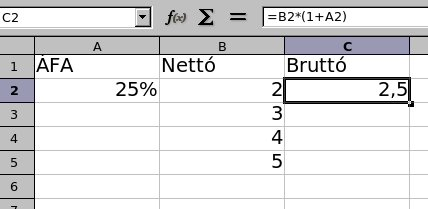 C2 f(x) Σ = =B2*(1+A2)
A B C
1 ÁFA Nettó Bruttó
2 25% 2 2,5
3 3
4 4
5 5
6